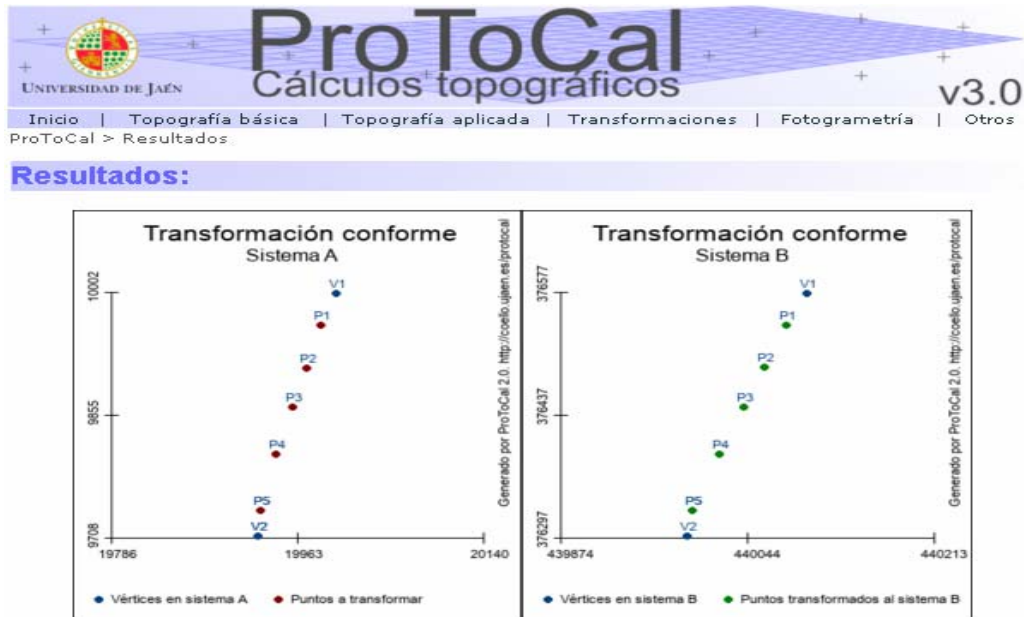 ProToCal
Cálculos topográficos
v3.0
UNIVERSIDAD DE JAÉN
Inicio | Topografía básica | Topografía aplicada | Transformaciones | Fotogrametría | Otros
ProToCal > Resultados
Resultados:
Transformación conforme
Sistema A
10002
9855
9708
19786
19963
20140
V1
P1
P2
P3
P4
P5
V2
Generado por ProToCal 2.0. http://coello.ujaen.es/protocal
Vértices en sistema A
Puntos a transformar
Transformación conforme
Sistema B
376577
376437
376297
439874
440044
440213
V1
P1
P2
P3
P4
P5
V2
Generado por ProToCal 2.0. http://coello.ujaen.es/protocal
Vértices en sistema B
Puntos transformados al sistema B